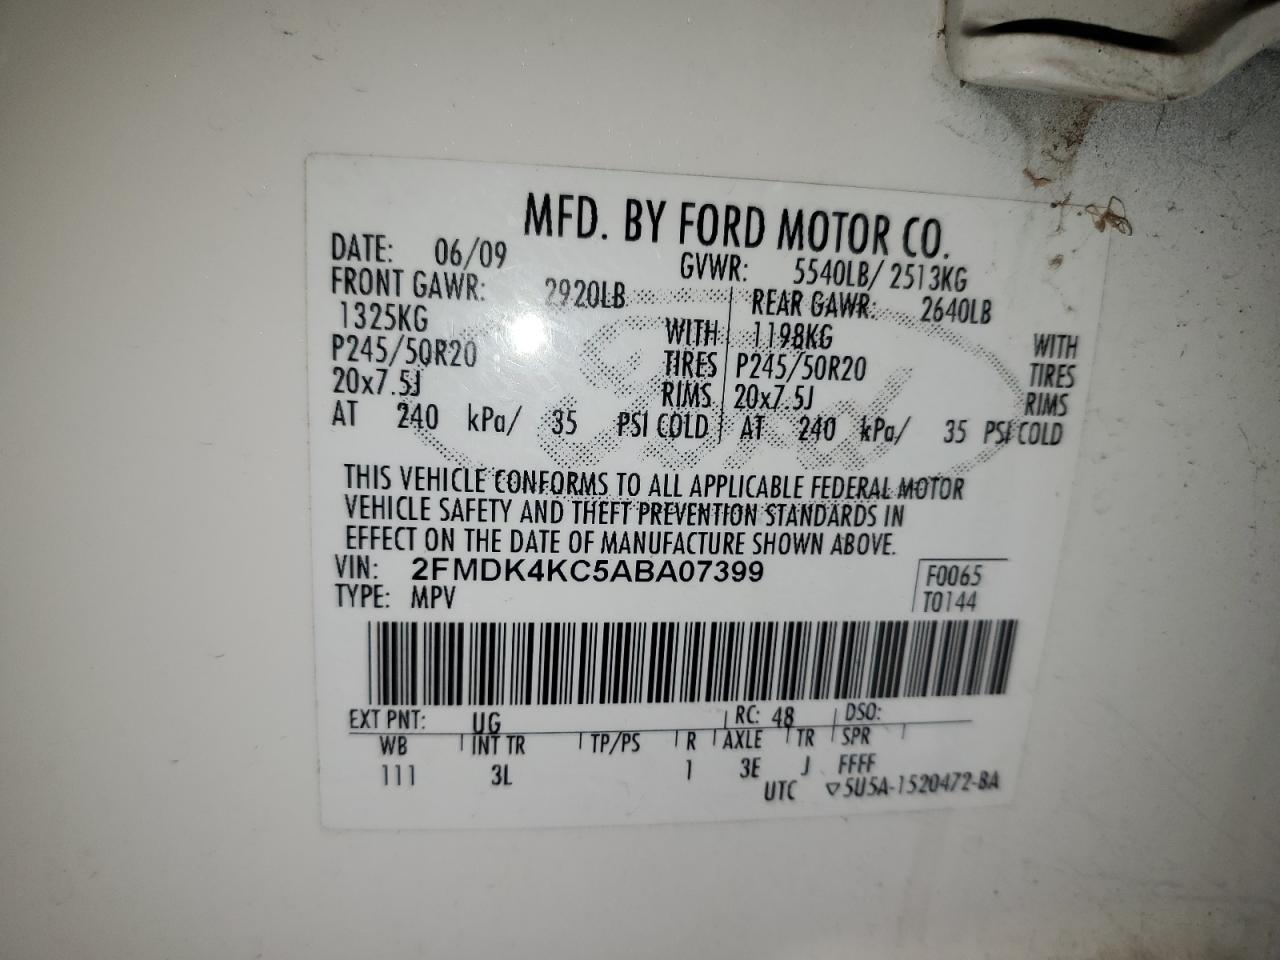 MFD. BY FORD MOTOR CO.
DATE: 06/09 GVWR: 5540LB/ 2513KG
FRONT GAWR: 2920LB REAR GAWR: 2640LB
1325KG WITH 1198KG WITH
P245/50R20 TIRES P245/50R20 TIRES
20x7.5J RIMS 20x7.5J RIMS
AT 240 kPa/ 35 PSI COLD AT 240 kPa/ 35 PSI COLD
THIS VEHICLE CONFORMS TO ALL APPLICABLE FEDERAL MOTOR
VEHICLE SAFETY AND THEFT PREVENTION STANDARDS IN
EFFECT ON THE DATE OF MANUFACTURE SHOWN ABOVE.
VIN: 2FMDK4KC5ABA07399 F0065
TYPE: MPV T0144
EXT PNT: UG RC: 48 DSO:
WB INT TR TP/PS R AXLE TR SPR
111 3L 1 3E J FFFF
UTC ▽5U5A-1520472-BA